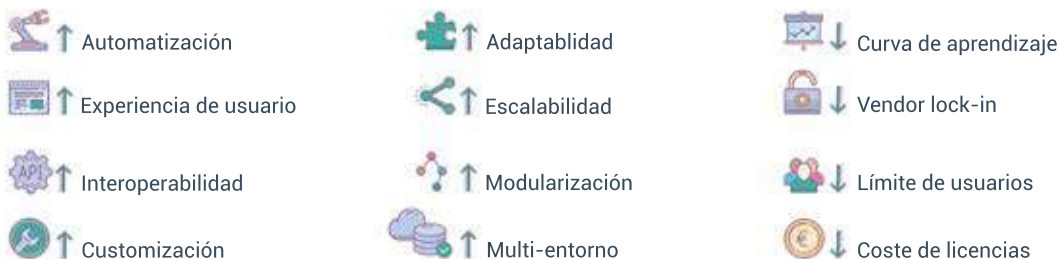 Automatización
Adaptablidad
Curva de aprendizaje
Experiencia de usuario
Escalabilidad
Vendor lock-in
API
Interoperabilidad
Modularización
Límite de usuarios
Customización
Multi-entorno
€
Coste de licencias